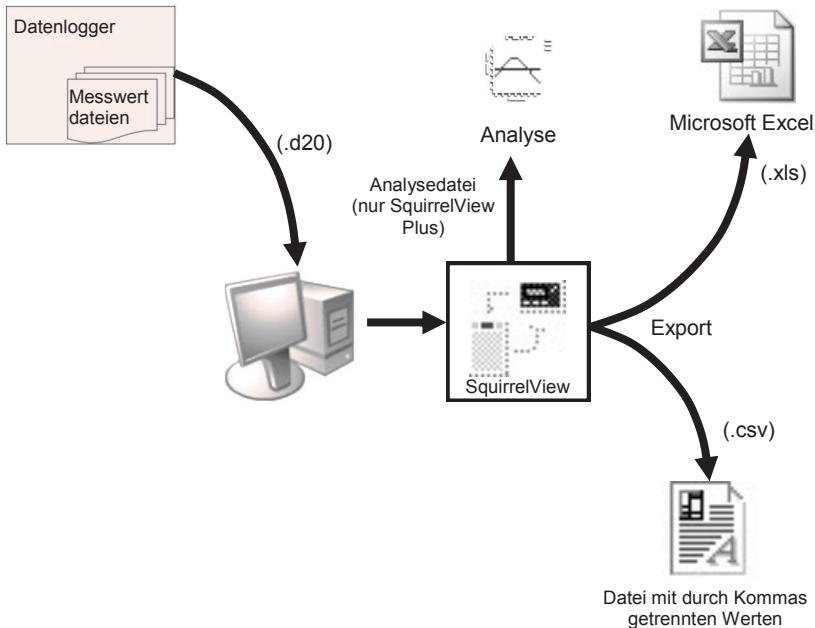 Datenlogger
Messwert
dateien
(.d20)
Analyse
Analysedatei
(nur SquirrelView
Plus)
Microsoft Excel
(.xls)
SquirrelView
Export
(.csv)
Datei mit durch Kommas
getrennten Werten